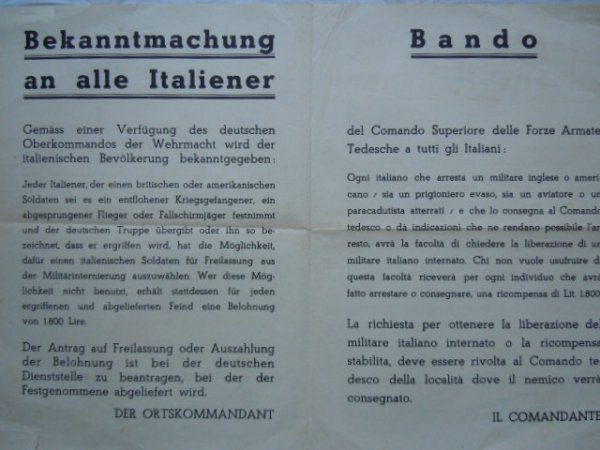 Bekanntmachung
an alle Italiener
Gemäss einer Verfügung des deutschen
Oberkommandos der Wehrmacht wird der
italienischen Bevölkerung bekanntgegeben:
Jeder Italiener, der einen britischen oder amerikanischen
Soldaten sei es ein entflohener Kriegsgefangener, ein
abgesprungener Flieger oder Fallschirmjäger festnimmt
und der deutschen Truppe übergibt oder ihn so be-
zeichnet, dass er ergriffen wird, hat die Möglichkeit,
dafür einen italienischen Soldaten für Freilassung aus
der Militärinternierung auszuwählen. Wer diese Mög-
lichkeit nicht benutzt, erhält stattdessen für jeden
ergriffenen und abgelieferten Feind eine Belohnung
von 1.800 Lire.
Der Antrag auf Freilassung oder Auszahlung
der Belohnung ist bei der deutschen
Dienststelle zu beantragen, bei der der
Festgenommene abgeliefert wird.
DER ORTSKOMMANDANT
Bando
del Comando Superiore delle Forze Armate
Tedesche a tutti gli Italiani:
Ogni italiano che arresta un militare inglese o ameri-
cano / sia un prigioniero evaso, sia un aviatore o un
paracadutista atterrati / e che lo consegna al Comando
tedesco o dà indicazioni che ne rendano possibile l'ar-
resto, avrà la facoltà di chiedere la liberazione di un
militare italiano internato. Chi non vuole usufruire di
questa facoltà riceverà per ogni individuo che avrà
fatto arrestare o consegnare, una ricompensa di Lit. 1.800
La richiesta per ottenere la liberazione del
militare italiano internato o la ricompensa
stabilita, deve essere rivolta al Comando te-
desco della località dove il nemico verrà
consegnato.
IL COMANDANTE